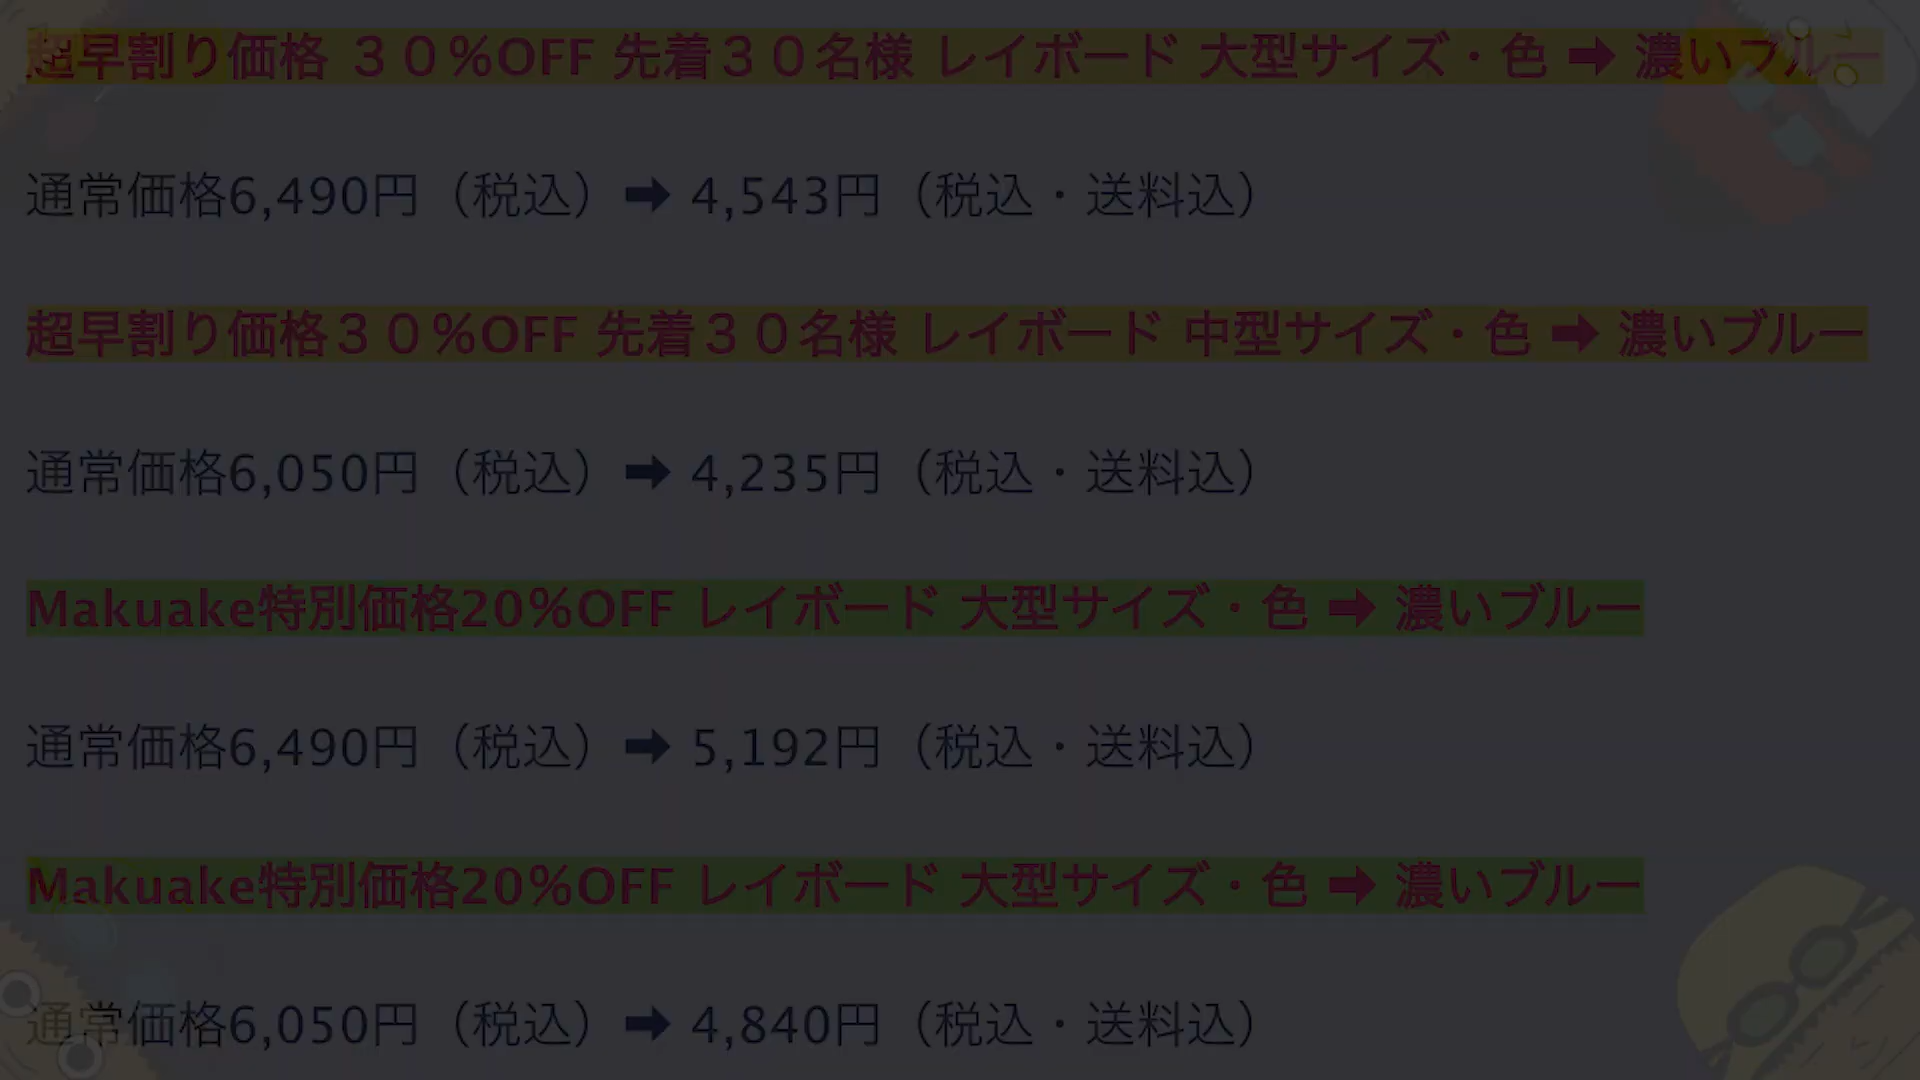 超早割り価格 ３０％OFF 先着３０名様 レイボード 大型サイズ・色 ➡ 濃いブルー
通常価格6,490円（税込）➡ 4,543円（税込・送料込）
超早割り価格３０％OFF 先着３０名様 レイボード 中型サイズ・色 ➡ 濃いブルー
通常価格6,050円（税込）➡ 4,235円（税込・送料込）
Makuake特別価格20%OFF レイボード 大型サイズ・色 ➡ 濃いブルー
通常価格6,490円（税込）➡ 5,192円（税込・送料込）
Makuake特別価格20%OFF レイボード 大型サイズ・色 ➡ 濃いブルー
通常価格6,050円（税込）➡ 4,840円（税込・送料込）